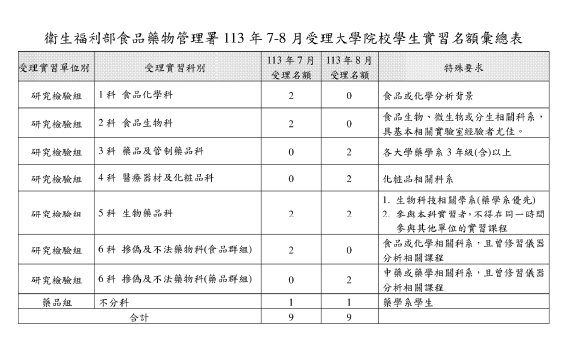 衛生福利部食品藥物管理署 113 年 7-8 月受理大學院校學生實習名額彙總表
受理實習單位別 受理實習科別 113 年 7 月 受理名額 113 年 8 月 受理名額 特殊要求
研究檢驗組 1 科 食品化學科 2 0 食品或化學分析背景
研究檢驗組 2 科 食品生物科 2 0 食品生物、微生物或分生相關科系，
具基本相關實驗室經驗者尤佳。
研究檢驗組 3 科 藥品及管制藥品科 0 2 各大學藥學系 3 年級(含)以上
研究檢驗組 4 科 醫療器材及化粧品科 0 2 化粧品相關科系
研究檢驗組 5 科 生物藥品科 2 2 1. 生物科技相關學系(藥學系優先)
2. 參與本科實習者，不得在同一時間
參與其他單位的實習課程
研究檢驗組 6 科 摻偽及不法藥物科(食品群組) 2 0 食品或化學相關科系，且曾修習儀器
分析相關課程
研究檢驗組 6 科 摻偽及不法藥物科(藥品群組) 0 2 中藥或藥學相關科系，且曾修習儀器
分析相關課程
藥品組 不分科 1 1 藥學系學生
合計 9 9